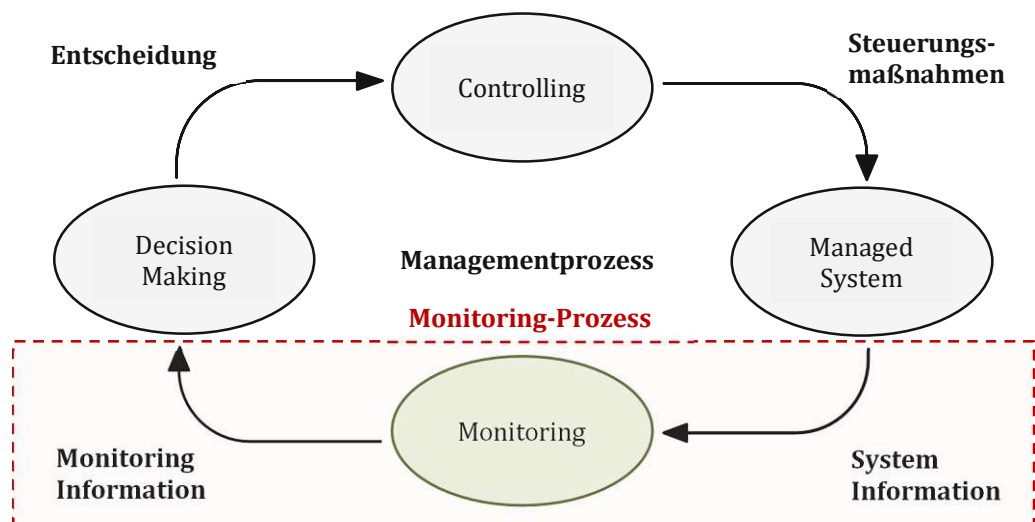 Entscheidung
Controlling
Steuerungs-
maßnahmen
Decision
Making
Managementprozess
Managed
System
Monitoring-Prozess
Monitoring
Information
Monitoring
System
Information